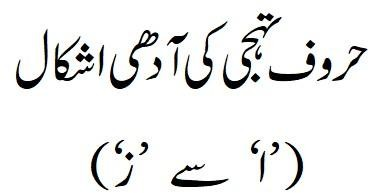 حروف تہجی کی آدھی اشکال
(’ا‘ سے ’ز‘)